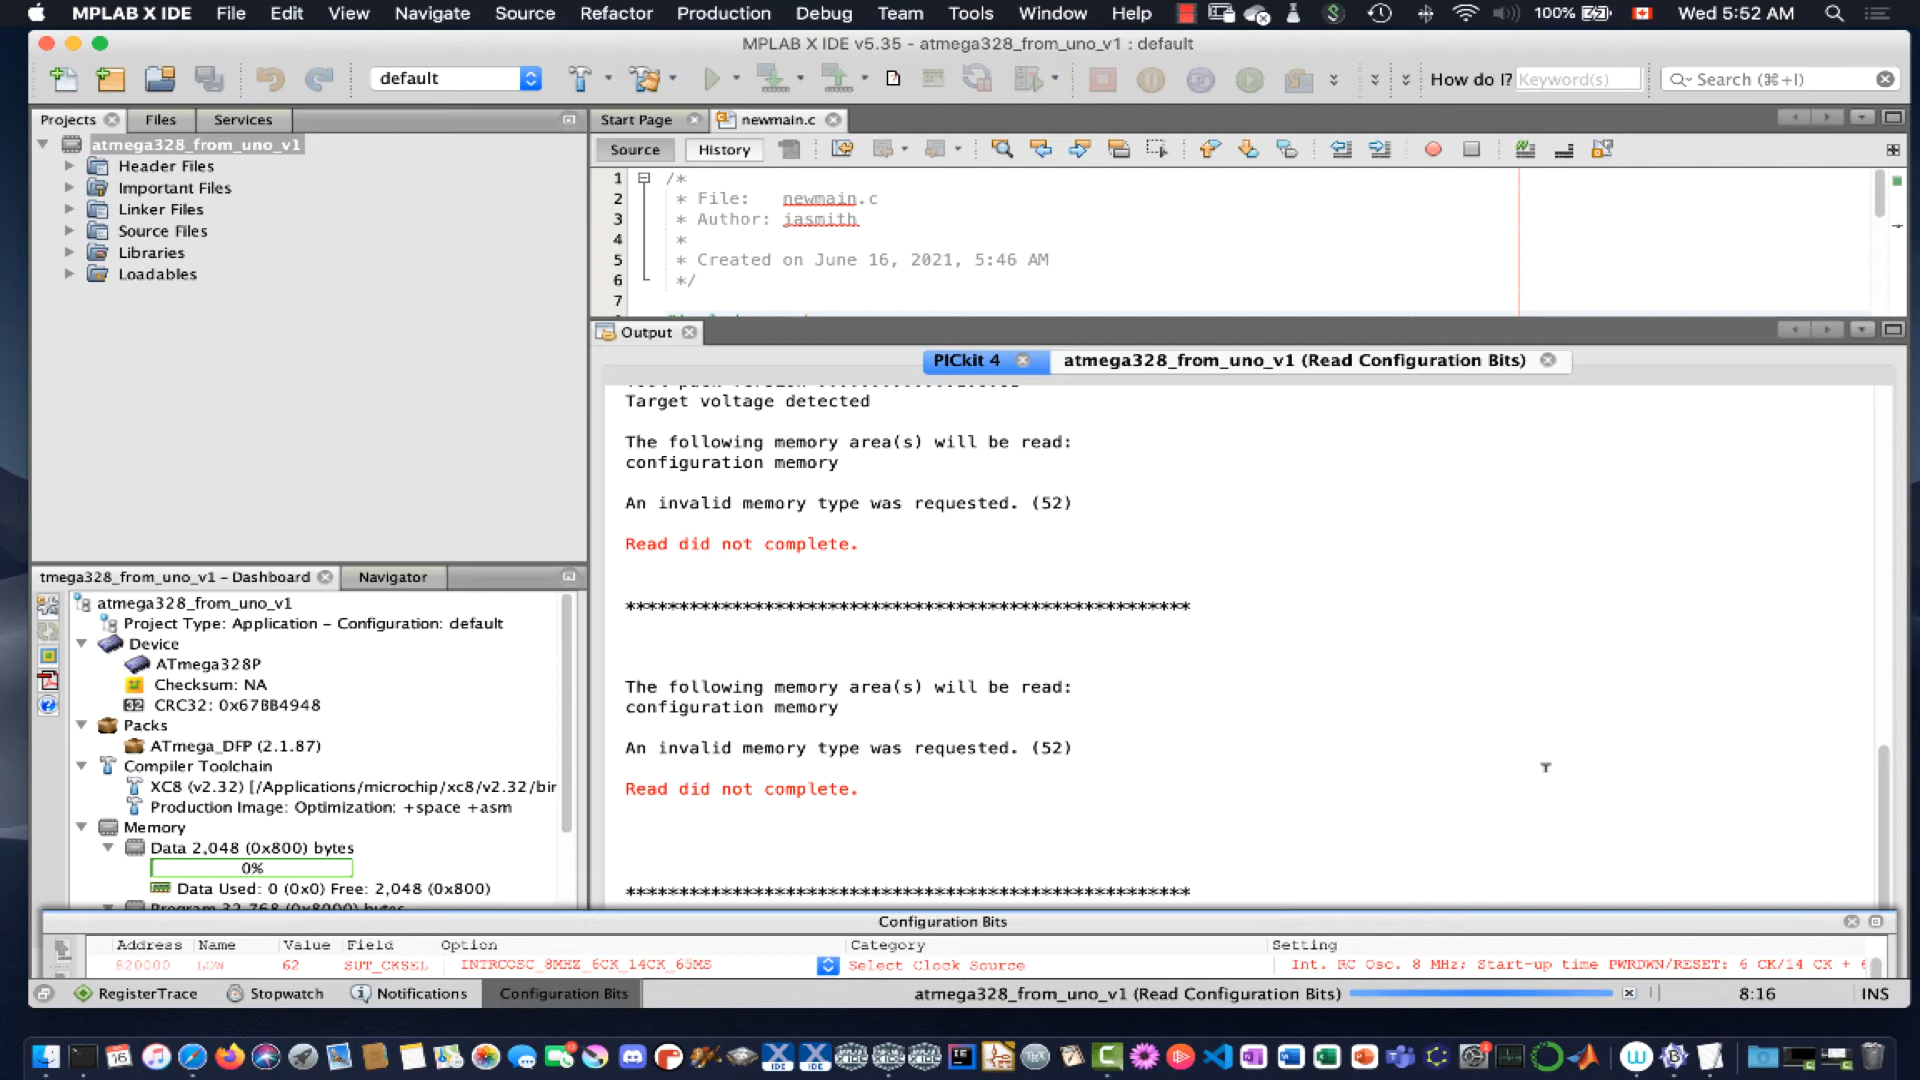 MPLAB X IDE File Edit View Navigate Source Refactor Production Debug Team Tools Window Help 100% Wed 5:52 AM
MPLAB X IDE v5.35 - atmega328_from_uno_v1 : default
default How do I? Keyword(s) Search (⌘+I)
Projects Files Services
atmega328_from_uno_v1
Header Files
Important Files
Linker Files
Source Files
Libraries
Loadables
Start Page newmain.c
Source History
1 /*
2 * File: newmain.c
3 * Author: jasmith
4 *
5 * Created on June 16, 2021, 5:46 AM
6 */
7
Output
PICkit 4 atmega328_from_uno_v1 (Read Configuration Bits)
Target voltage detected
The following memory area(s) will be read:
configuration memory
An invalid memory type was requested. (52)
Read did not complete.
*****************************************************
The following memory area(s) will be read:
configuration memory
An invalid memory type was requested. (52)
Read did not complete.
*****************************************************
tmega328_from_uno_v1 - Dashboard Navigator
atmega328_from_uno_v1
Project Type: Application - Configuration: default
Device
ATmega328P
Checksum: NA
CRC32: 0x67BB4948
Packs
ATmega_DFP (2.1.87)
Compiler Toolchain
XC8 (v2.32) [/Applications/microchip/xc8/v2.32/bin
Production Image: Optimization: +space +asm
Memory
Data 2,048 (0x800) bytes
0%
Data Used: 0 (0x0) Free: 2,048 (0x800)
Program 32,768 (0x8000) bytes
Configuration Bits
Address Name Value Field Option Category Setting
820000 LOW 62 SUT_CKSEL INTRCOSC_8MHZ_6CK_14CK_65MS Select Clock Source Int. RC Osc. 8 MHz; Start-up time PWRDWN/RESET: 6 CK/14 CK + 6
RegisterTrace Stopwatch Notifications Configuration Bits atmega328_from_uno_v1 (Read Configuration Bits) 8:16 INS